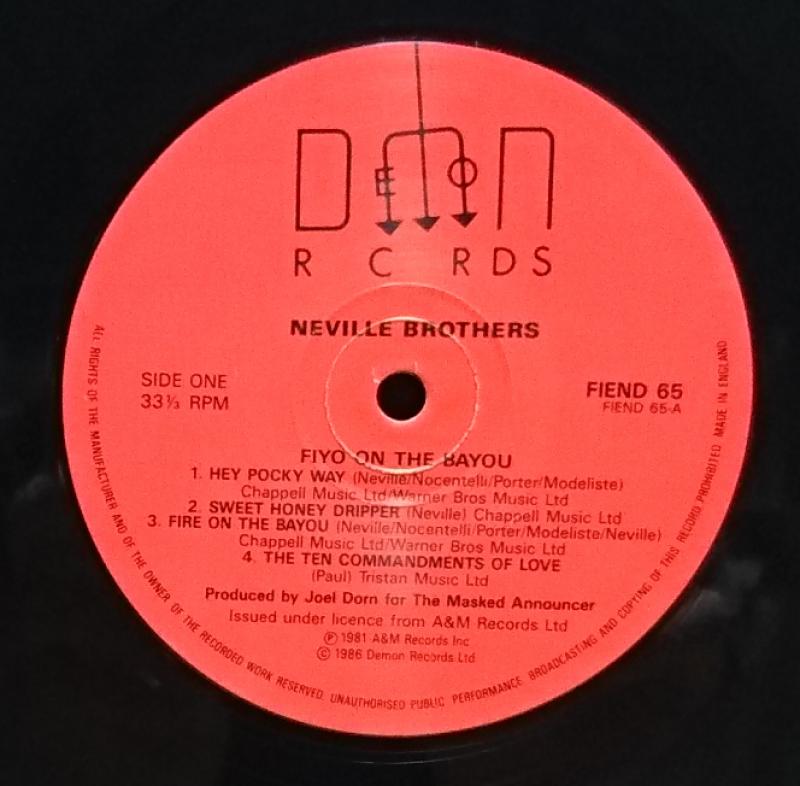 DEMON
R C RDS
NEVILLE BROTHERS
SIDE ONE
33⅓ RPM
FIEND 65
FIEND 65-A
FIYO ON THE BAYOU
1. HEY POCKY WAY (Neville/Nocentelli/Porter/Modeliste)
Chappell Music Ltd/Warner Bros Music Ltd
2. SWEET HONEY DRIPPER (Neville) Chappell Music Ltd
3. FIRE ON THE BAYOU (Neville/Nocentelli/Porter/Modeliste/Neville)
Chappell Music Ltd/Warner Bros Music Ltd
4. THE TEN COMMANDMENTS OF LOVE
(Paul) Tristan Music Ltd
Produced by Joel Dorn for The Masked Announcer
Issued under licence from A&M Records Ltd
℗ 1981 A&M Records Inc
© 1986 Demon Records Ltd
ALL RIGHTS OF THE MANUFACTURER AND OF THE OWNER OF THE RECORDED WORK RESERVED. UNAUTHORISED PUBLIC PERFORMANCE BROADCASTING AND COPYING OF THIS RECORD PROHIBITED MADE IN ENGLAND